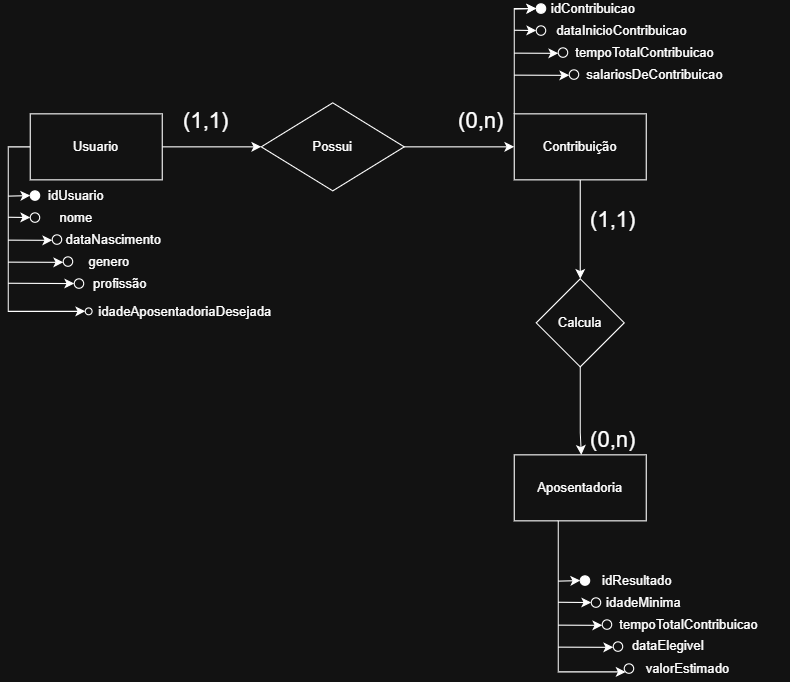 idContribuicao
dataInicioContribuicao
tempoTotalContribuicao
salariosDeContribuicao
Usuario
(1,1)
Possui
(0,n)
Contribuição
idUsuario
nome
dataNascimento
genero
profissão
idadeAposentadoriaDesejada
(1,1)
Calcula
(0,n)
Aposentadoria
idResultado
idadeMinima
tempoTotalContribuicao
dataElegivel
valorEstimado